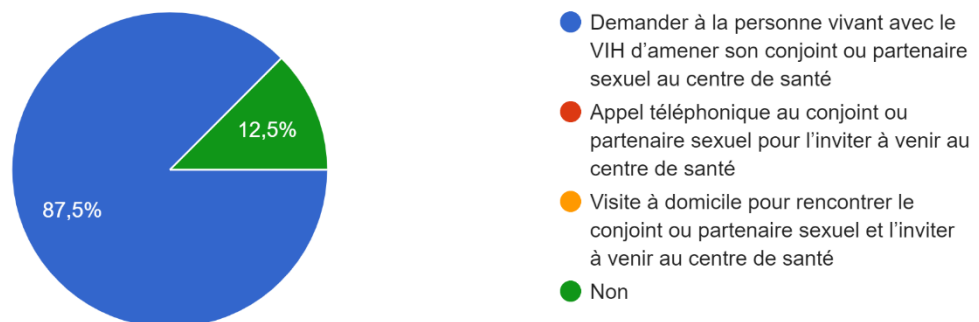 12,5%
87,5%
Demander à la personne vivant avec le
VIH d’amener son conjoint ou partenaire
sexuel au centre de santé
Appel téléphonique au conjoint ou
partenaire sexuel pour l’inviter à venir au
centre de santé
Visite à domicile pour rencontrer le
conjoint ou partenaire sexuel et l’inviter
à venir au centre de santé
Non